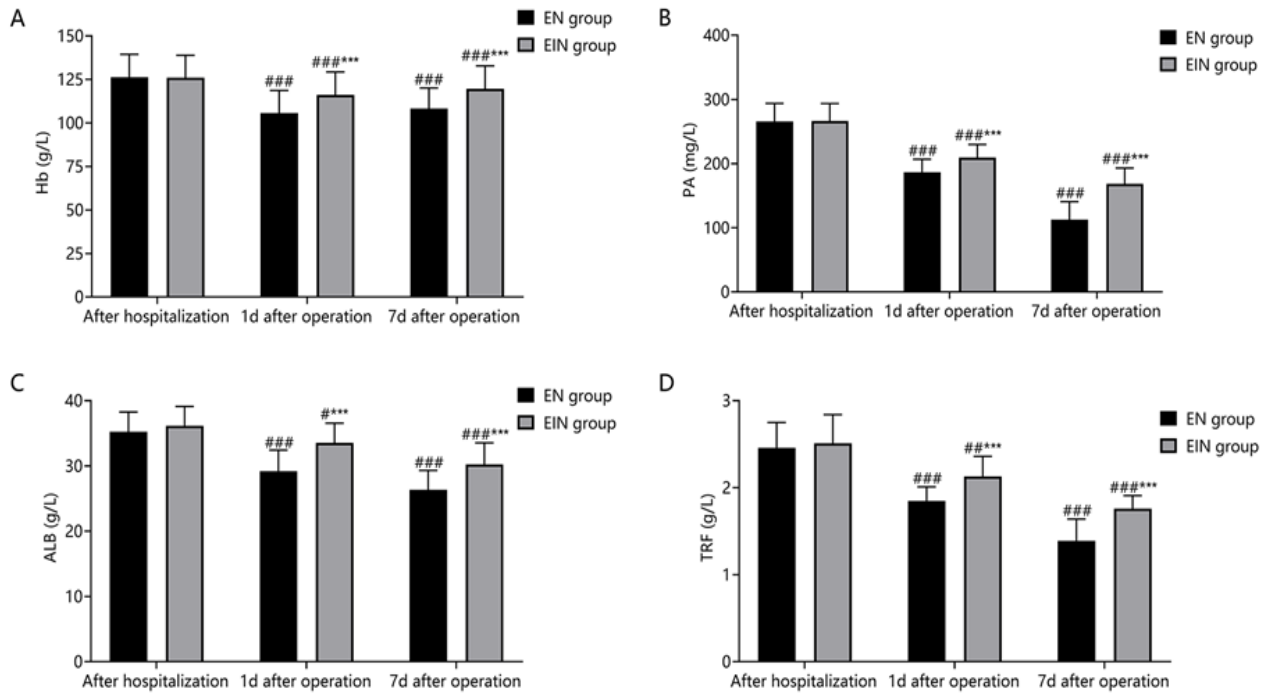 A
EN group
EIN group
150
125
100
75
50
25
0
Hb (g/L)
###
###***
###
###***
After hospitalization 1d after operation 7d after operation
B
EN group
EIN group
400
300
200
100
0
PA (mg/L)
###
###***
###
###***
After hospitalization 1d after operation 7d after operation
C
EN group
EIN group
40
30
20
10
0
ALB (g/L)
###
#***
###
###***
After hospitalization 1d after operation 7d after operation
D
EN group
EIN group
3
2
1
0
TRF (g/L)
###
##***
###
###***
After hospitalization 1d after operation 7d after operation